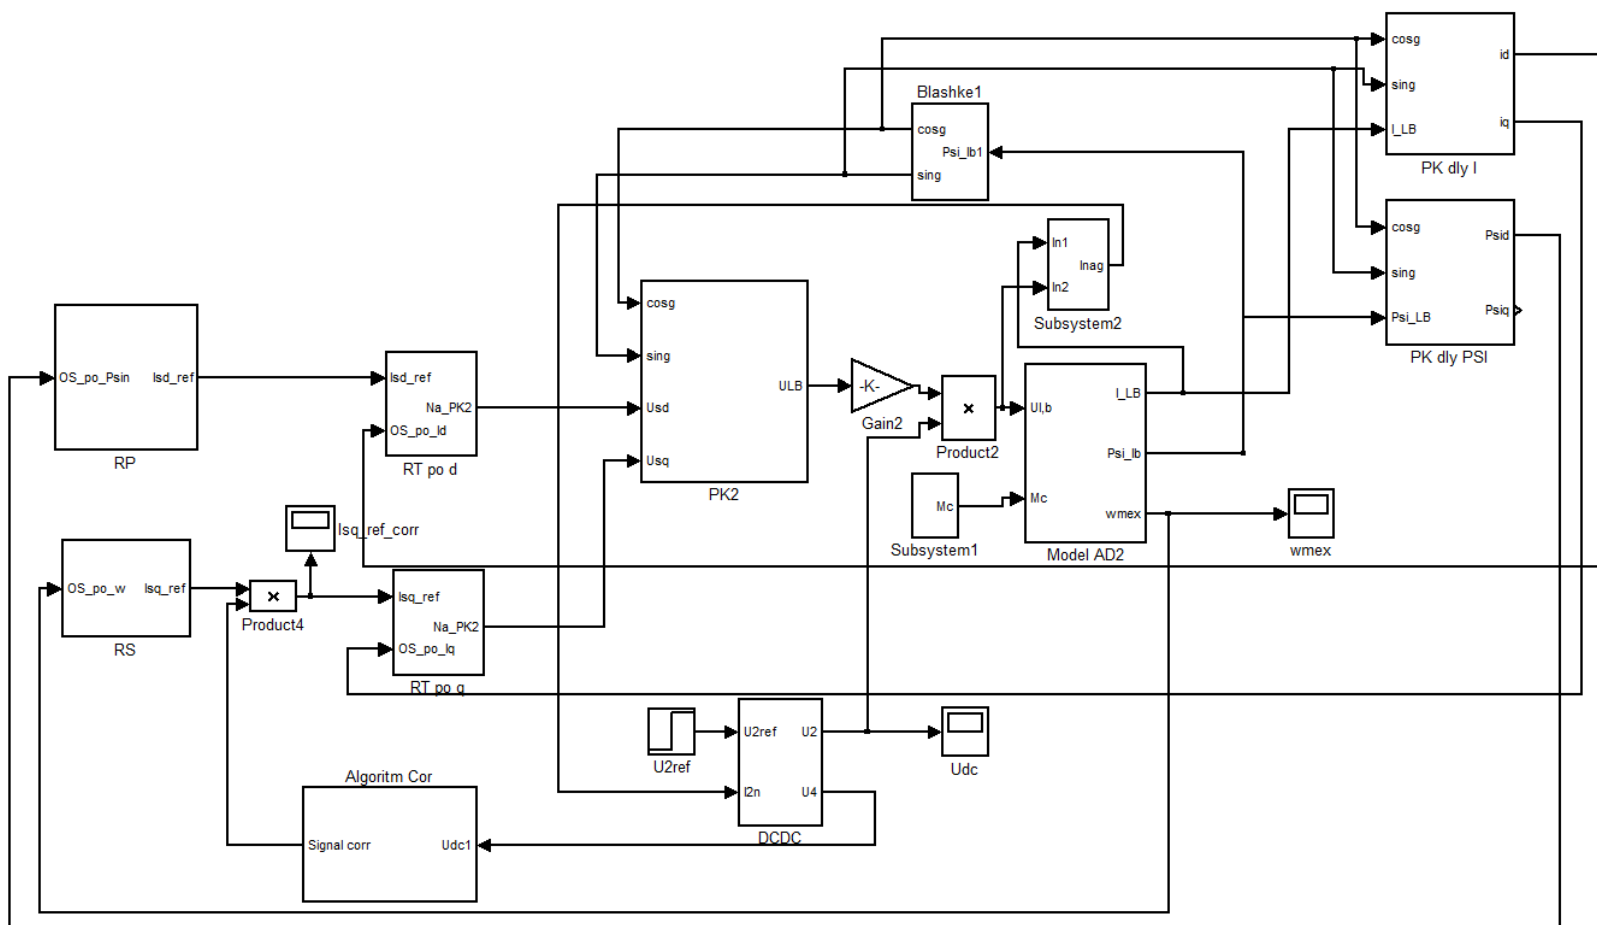 cosg
id
sing
I_LB
iq
PK dly I
Blashke1
cosg
Psi_lb1
sing
cosg
Psid
sing
Psi_LB
Psiq
PK dly PSI
In1
Inag
In2
Subsystem2
cosg
sing
ULB
Usd
Usq
PK2
OS_po_Psin
Isd_ref
RP
Isd_ref
Na_PK2
OS_po_Id
RT po d
-K-
Gain2
×
Product2
I_LB
UI,b
Psi_lb
Mc
wmex
Model AD2
Mc
Subsystem1
wmex
Isq_ref_corr
OS_po_w
Isq_ref
RS
×
Product4
Isq_ref
Na_PK2
OS_po_Iq
RT po q
U2ref
U2ref
U2
I2n
U4
DCDC
Udc
Algoritm Cor
Signal corr
Udc1